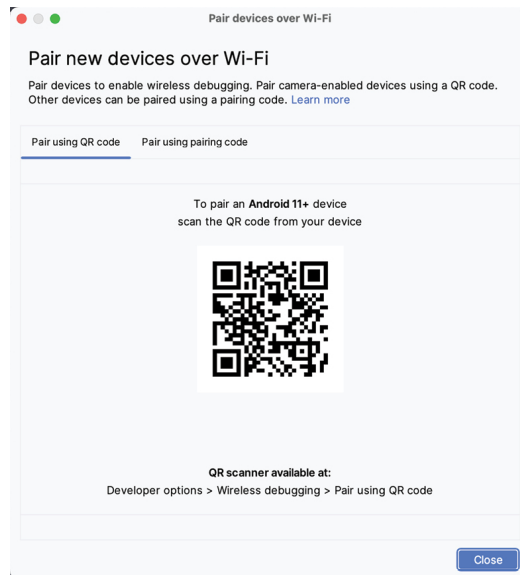 Pair devices over Wi-Fi
Pair new devices over Wi-Fi
Pair devices to enable wireless debugging. Pair camera-enabled devices using a QR code.
Other devices can be paired using a pairing code. Learn more
Pair using QR code
Pair using pairing code
To pair an Android 11+ device
scan the QR code from your device
QR scanner available at:
Developer options > Wireless debugging > Pair using QR code
Close